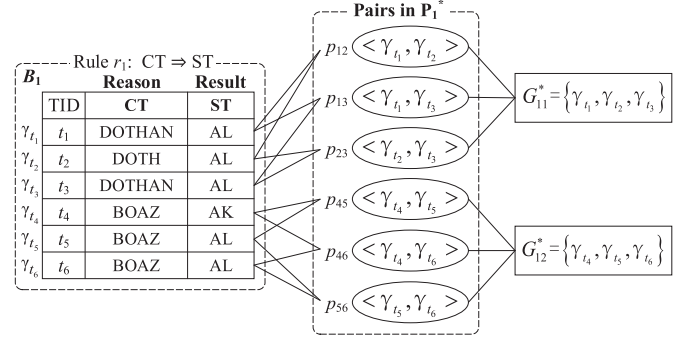 Pairs in P₁*
Rule r₁: CT ⇒ ST
B₁ Reason Result
TID CT ST
γₜ₁ t₁ DOTHAN AL
γₜ₂ t₂ DOTH AL
γₜ₃ t₃ DOTHAN AL
γₜ₄ t₄ BOAZ AK
γₜ₅ t₅ BOAZ AL
γₜ₆ t₆ BOAZ AL
p₁₂ < γₜ₁, γₜ₂ >
p₁₃ < γₜ₁, γₜ₃ >
p₂₃ < γₜ₂, γₜ₃ >
p₄₅ < γₜ₄, γₜ₅ >
p₄₆ < γₜ₄, γₜ₆ >
p₅₆ < γₜ₅, γₜ₆ >
G₁₁* = {γₜ₁, γₜ₂, γₜ₃}
G₁₂* = {γₜ₄, γₜ₅, γₜ₆}